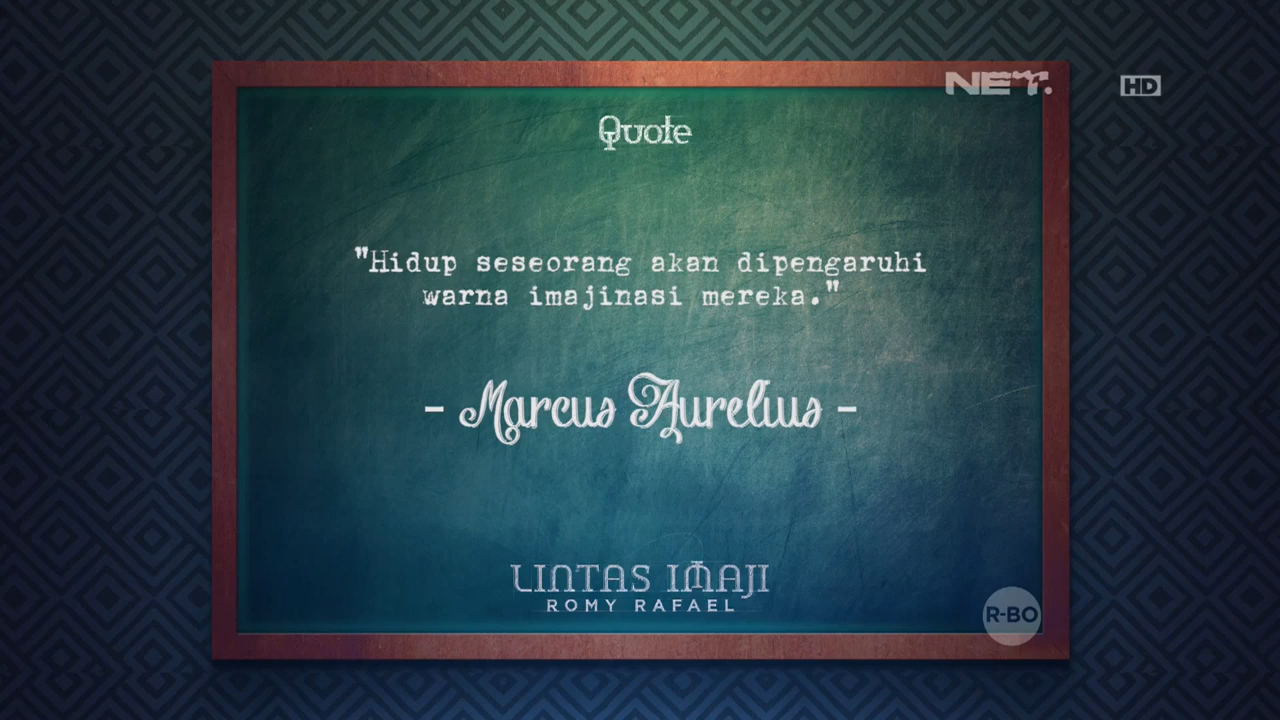 NET.
HD
Quote
"Hidup seseorang akan dipengaruhi
warna imajinasi mereka."
- Marcus Aurelius -
LINTAS IMAJI
ROMY RAFAEL
R-BO